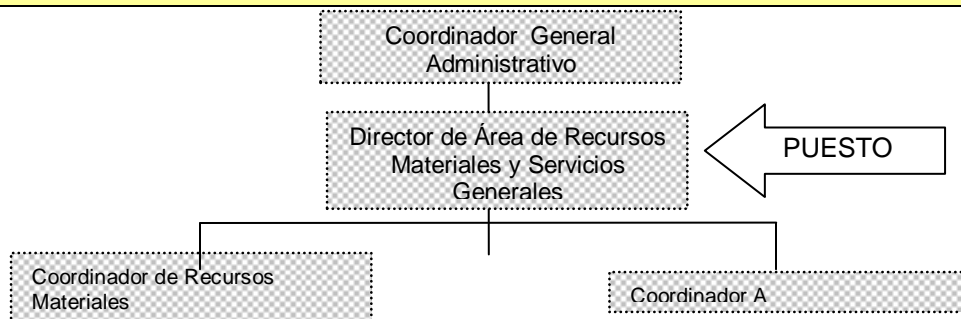 Coordinador General
Administrativo
Director de Área de Recursos
Materiales y Servicios
Generales
PUESTO
Coordinador de Recursos
Materiales
Coordinador A